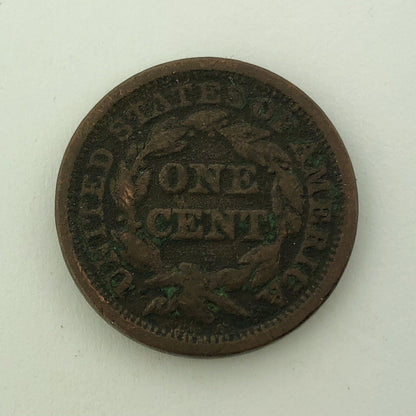 UNITED STATES OF AMERICA
ONE
CENT